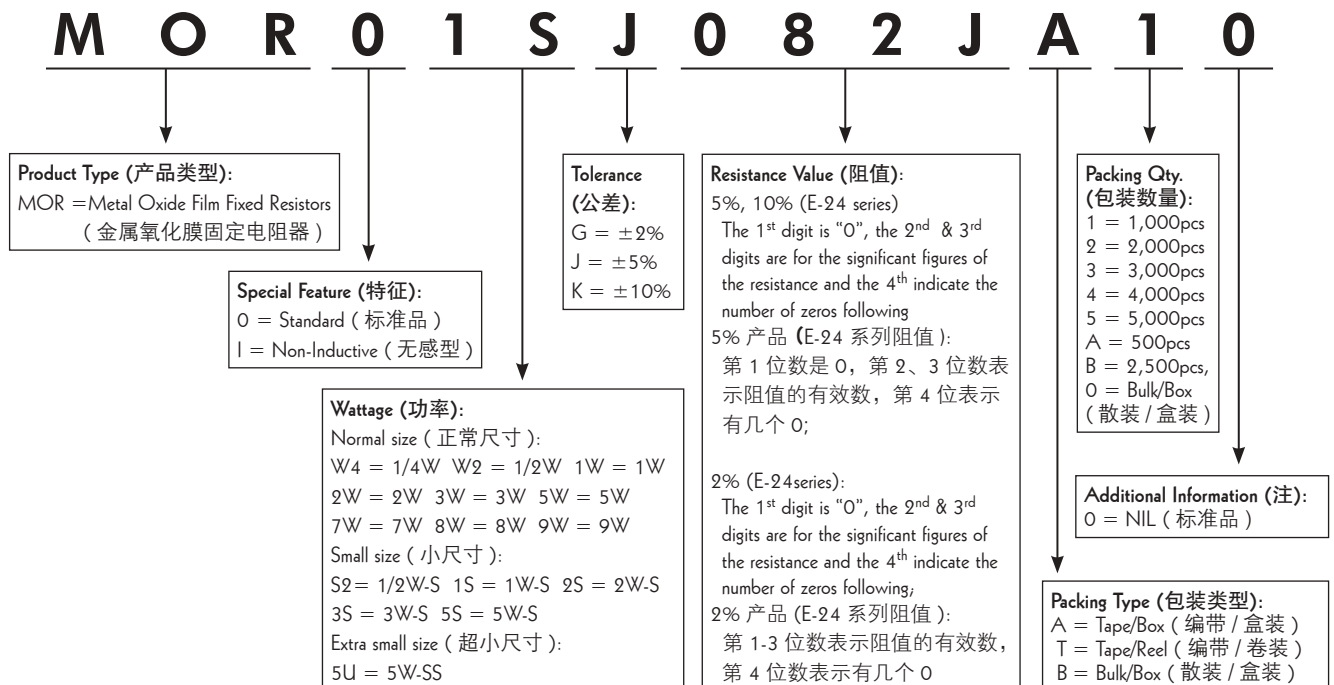 MOR01SJ082JA10
Product Type (产品类型):
MOR =Metal Oxide Film Fixed Resistors
( 金属氧化膜固定电阻器 )
Special Feature (特征):
0 = Standard ( 标准品 )
I = Non-Inductive ( 无感型 )
Wattage (功率):
Normal size ( 正常尺寸 ):
W4 = 1/4W W2 = 1/2W 1W = 1W
2W = 2W 3W = 3W 5W = 5W
7W = 7W 8W = 8W 9W = 9W
Small size ( 小尺寸 ):
S2= 1/2W-S 1S = 1W-S 2S = 2W-S
3S = 3W-S 5S = 5W-S
Extra small size ( 超小尺寸 ):
5U = 5W-SS
Tolerance
(公差):
G = ±2%
J = ±5%
K = ±10%
Resistance Value (阻值):
5%, 10% (E-24 series)
The 1st digit is “0”, the 2nd & 3rd
digits are for the significant figures of
the resistance and the 4th indicate the
number of zeros following
5% 产品 (E-24 系列阻值 ):
第 1 位数是 0，第 2、3 位数表
示阻值的有效数，第 4 位表示
有几个 0;
2% (E-24series):
The 1st digit is “0”, the 2nd & 3rd
digits are for the significant figures of
the resistance and the 4th indicate the
number of zeros following;
2% 产品 (E-24 系列阻值 ):
第 1-3 位数表示阻值的有效数，
第 4 位数表示有几个 0
Packing Qty.
(包装数量):
1 = 1,000pcs
2 = 2,000pcs
3 = 3,000pcs
4 = 4,000pcs
5 = 5,000pcs
A = 500pcs
B = 2,500pcs,
0 = Bulk/Box
( 散装 / 盒装 )
Additional Information (注):
0 = NIL ( 标准品 )
Packing Type (包装类型):
A = Tape/Box ( 编带 / 盒装 )
T = Tape/Reel ( 编带 / 卷装 )
B = Bulk/Box ( 散装 / 盒装 )